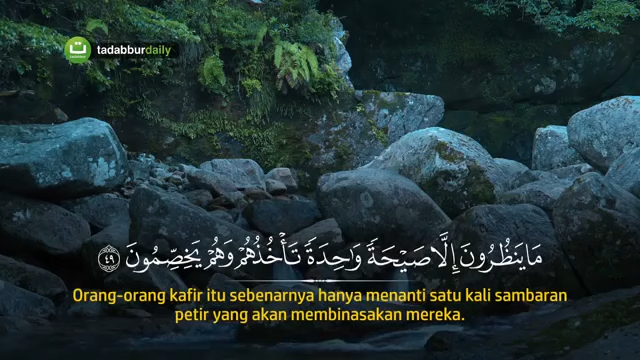 ت tadabburdaily
مَا يَنظُرُونَ إِلَّا صَيْحَةً وَاحِدَةً تَأْخُذُهُمْ وَهُمْ يَخِصِّمُونَ ٤٩
Orang-orang kafir itu sebenarnya hanya menanti satu kali sambaran
petir yang akan membinasakan mereka.